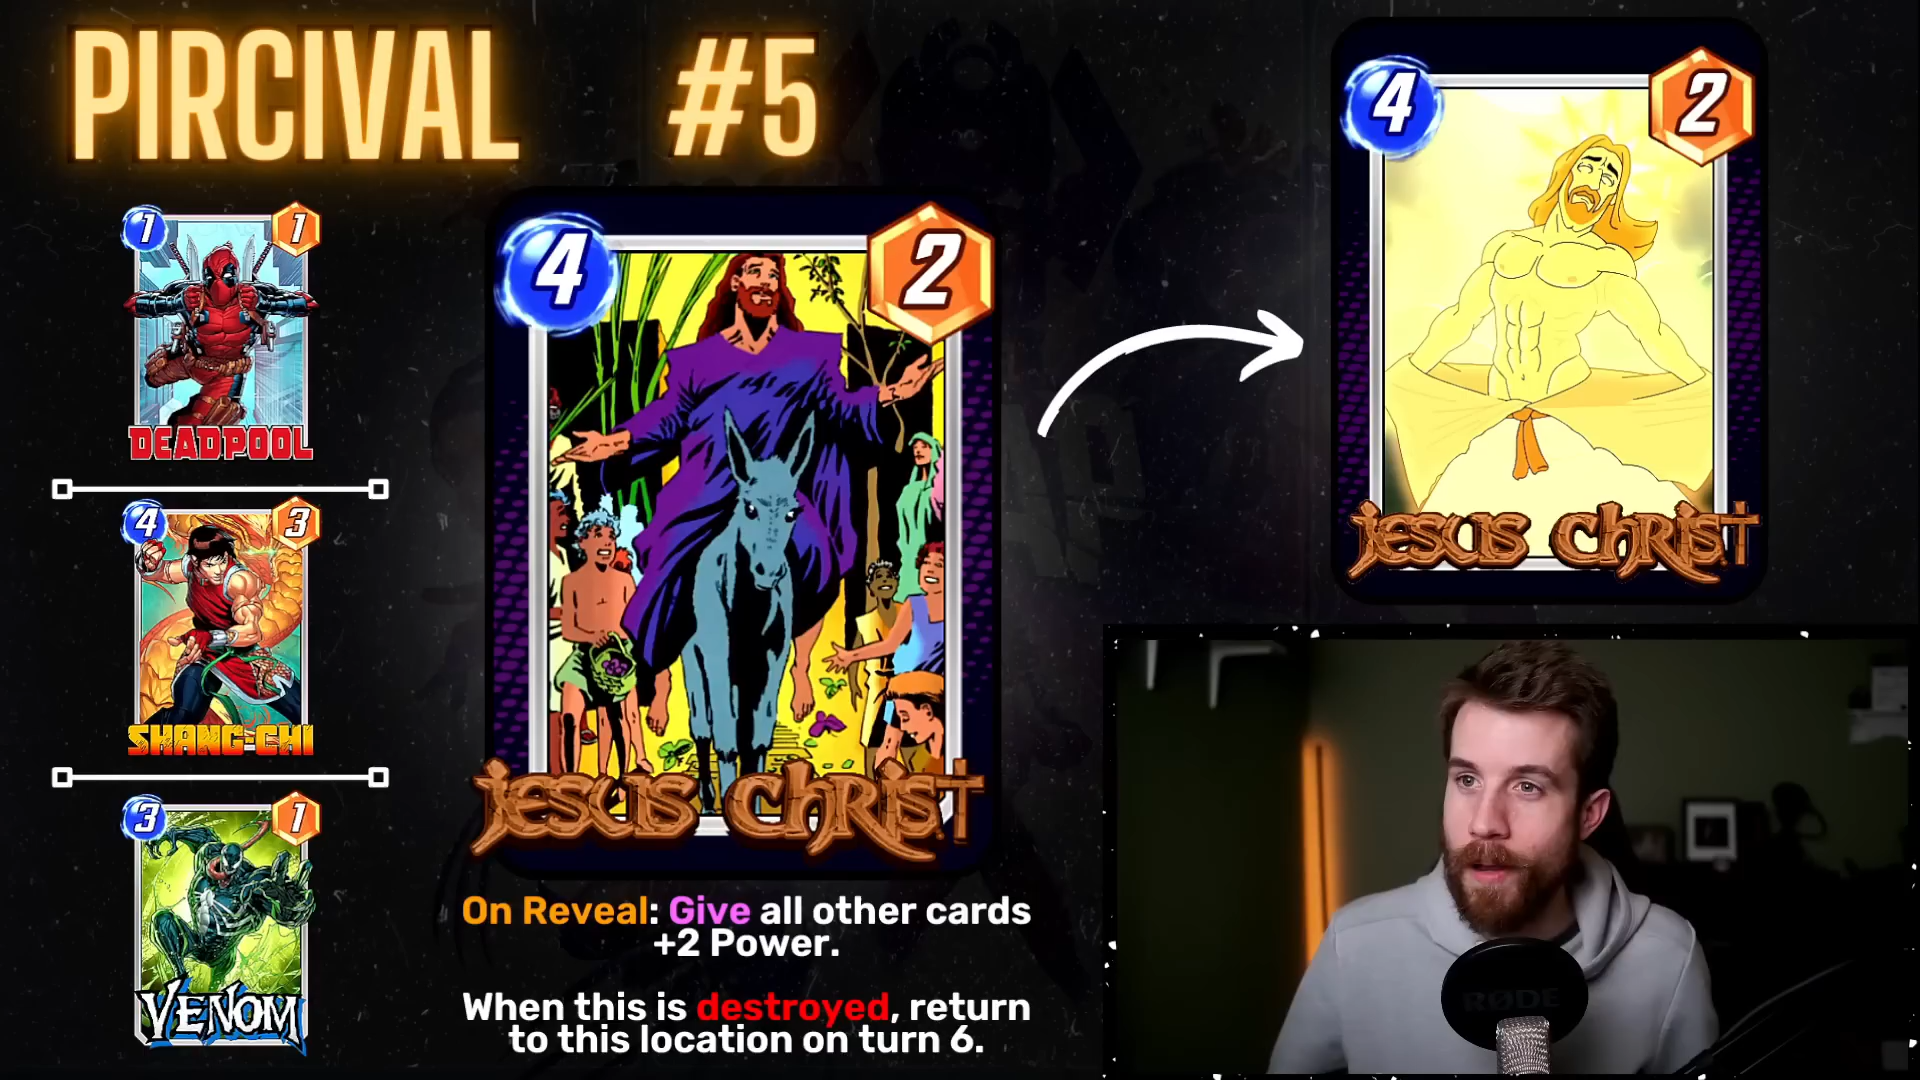 PIRCIVAL #5
4 2
1 1
DEADPOOL
4 2
JESUS CHRIST
4 3
SHANG-CHI
3 1
VENOM
JESUS CHRIST
On Reveal: Give all other cards
+2 Power.
When this is destroyed, return
to this location on turn 6.
RØDE